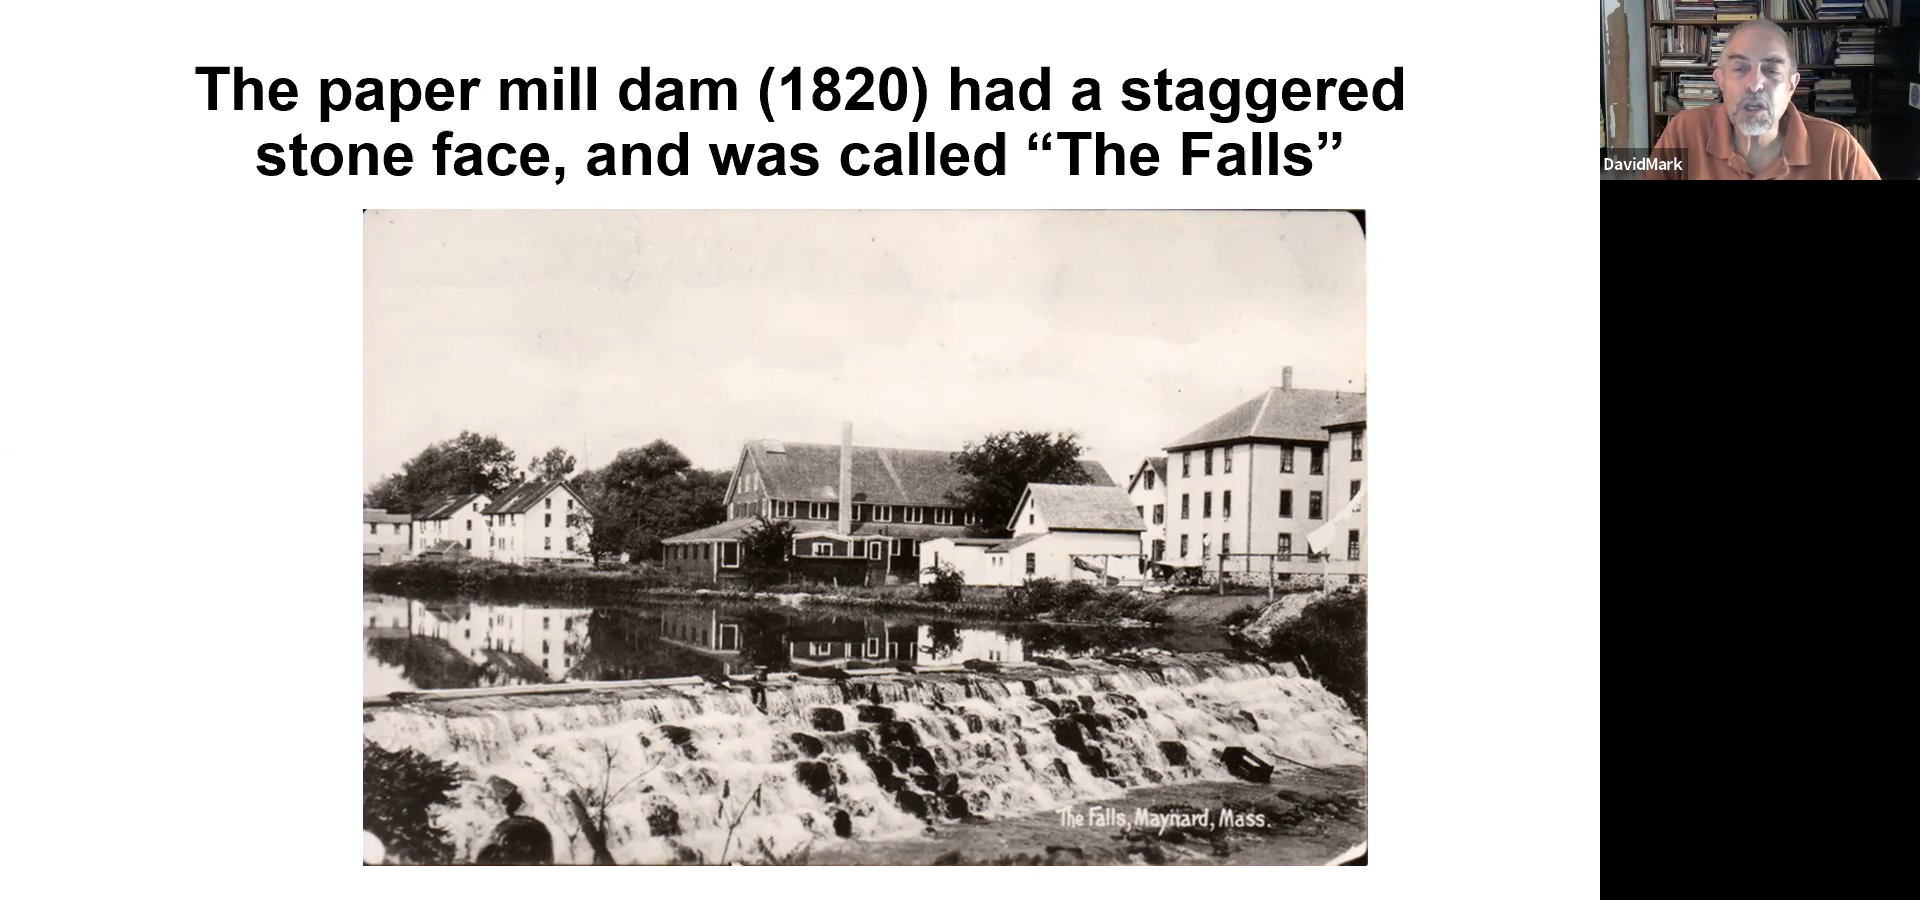 The paper mill dam (1820) had a staggered
stone face, and was called “The Falls”
DavidMark
The Falls, Maynard, Mass.